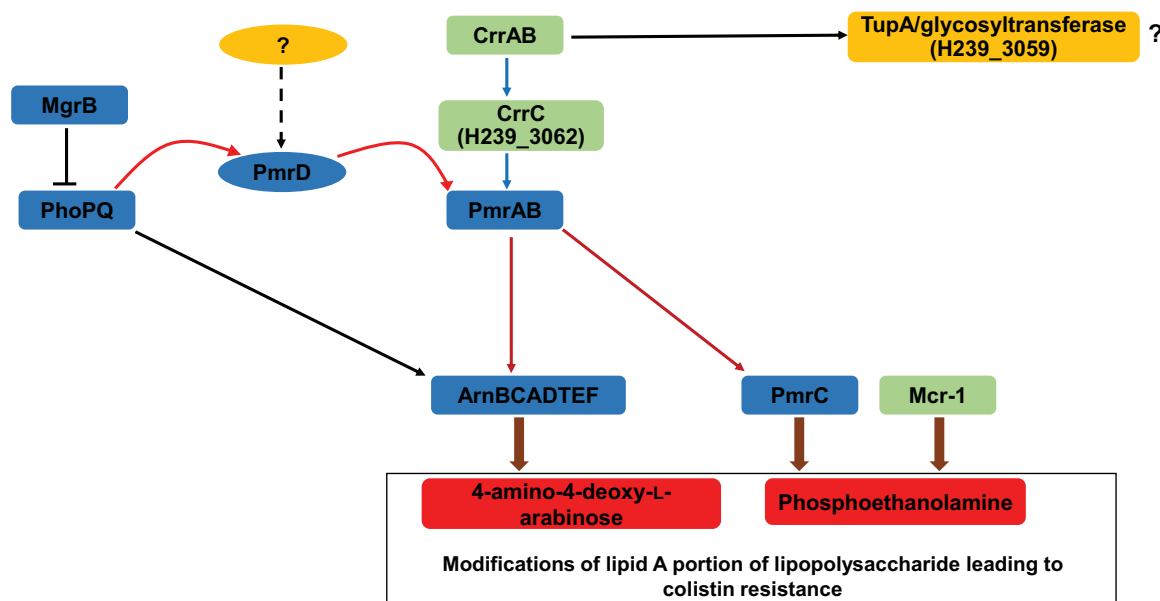 ?
CrrAB
TupA/glycosyltransferase
(H239_3059)
?
MgrB
CrrC
(H239_3062)
PmrD
PhoPQ
PmrAB
ArnBCADTEF
PmrC
Mcr-1
4-amino-4-deoxy-L-
arabinose
Phosphoethanolamine
Modifications of lipid A portion of lipopolysaccharide leading to
colistin resistance